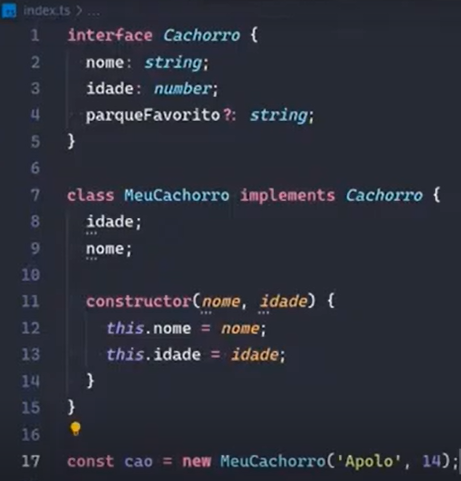 index.ts > ...
1 interface Cachorro {
2   nome: string;
3   idade: number;
4   parqueFavorito?: string;
5 }
6
7 class MeuCachorro implements Cachorro {
8   idade;
9   nome;
10
11   constructor(nome, idade) {
12     this.nome = nome;
13     this.idade = idade;
14   }
15 }
16
17 const cao = new MeuCachorro('Apolo', 14);